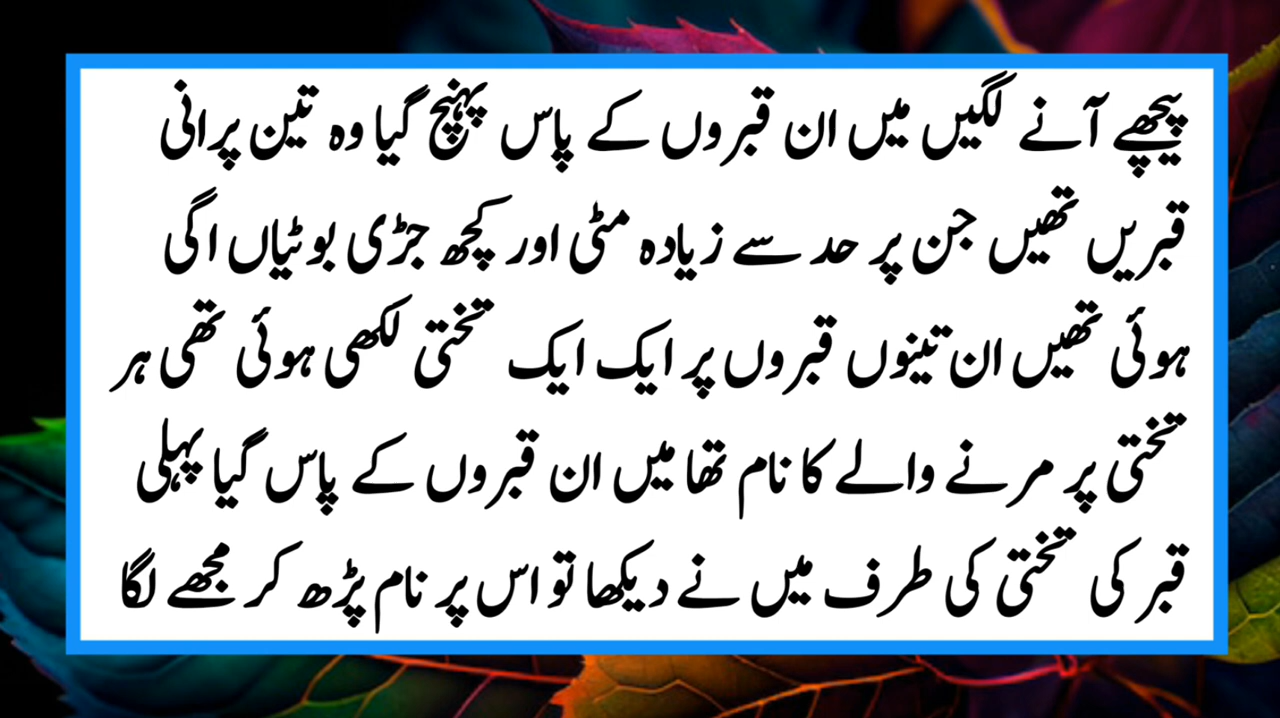 پیچھے آنے لگیں میں ان قبروں کے پاس پہنچ گیا وہ تین پرانی
قبریں تھیں جن پر حد سے زیادہ مٹی اور کچھ جڑی بوٹیاں اگی
ہوئی تھیں ان تینوں قبروں پر ایک ایک تختی لکھی ہوئی تھی ہر
تختی پر مرنے والے کا نام تھا میں ان قبروں کے پاس گیا پہلی
قبر کی تختی کی طرف میں نے دیکھا تو اس پر نام پڑھ کر مجھے لگا